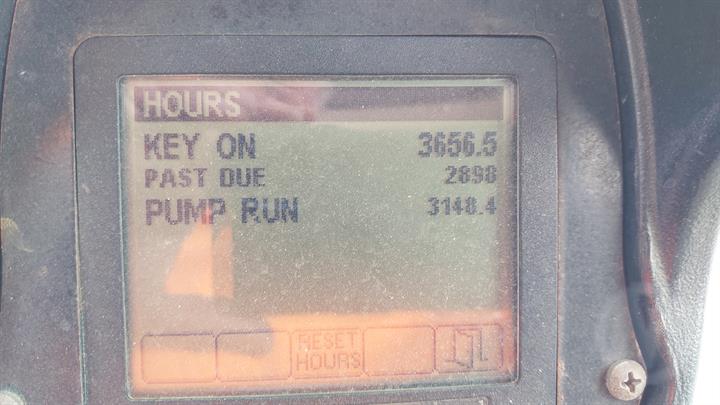 HOURS
KEY ON 3656.5
PAST DUE 2898
PUMP RUN 3148.4
RESET
HOURS